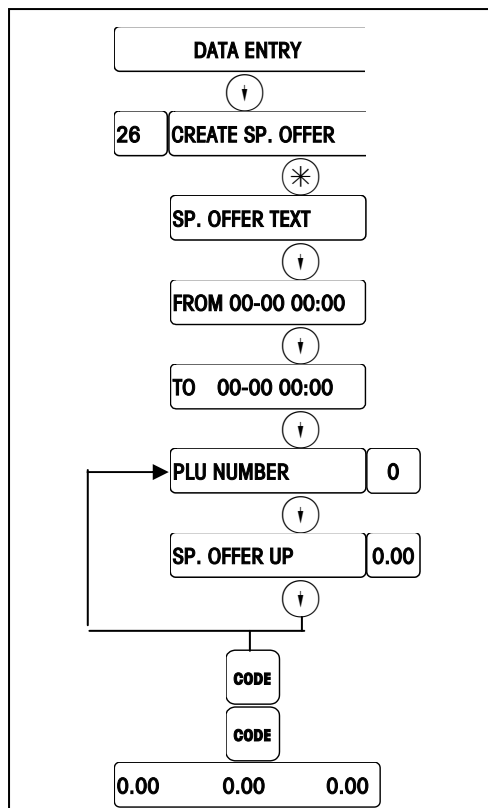 DATA ENTRY
26 CREATE SP. OFFER
SP. OFFER TEXT
FROM 00-00 00:00
TO 00-00 00:00
PLU NUMBER 0
SP. OFFER UP 0.00
CODE
CODE
0.00 0.00 0.00